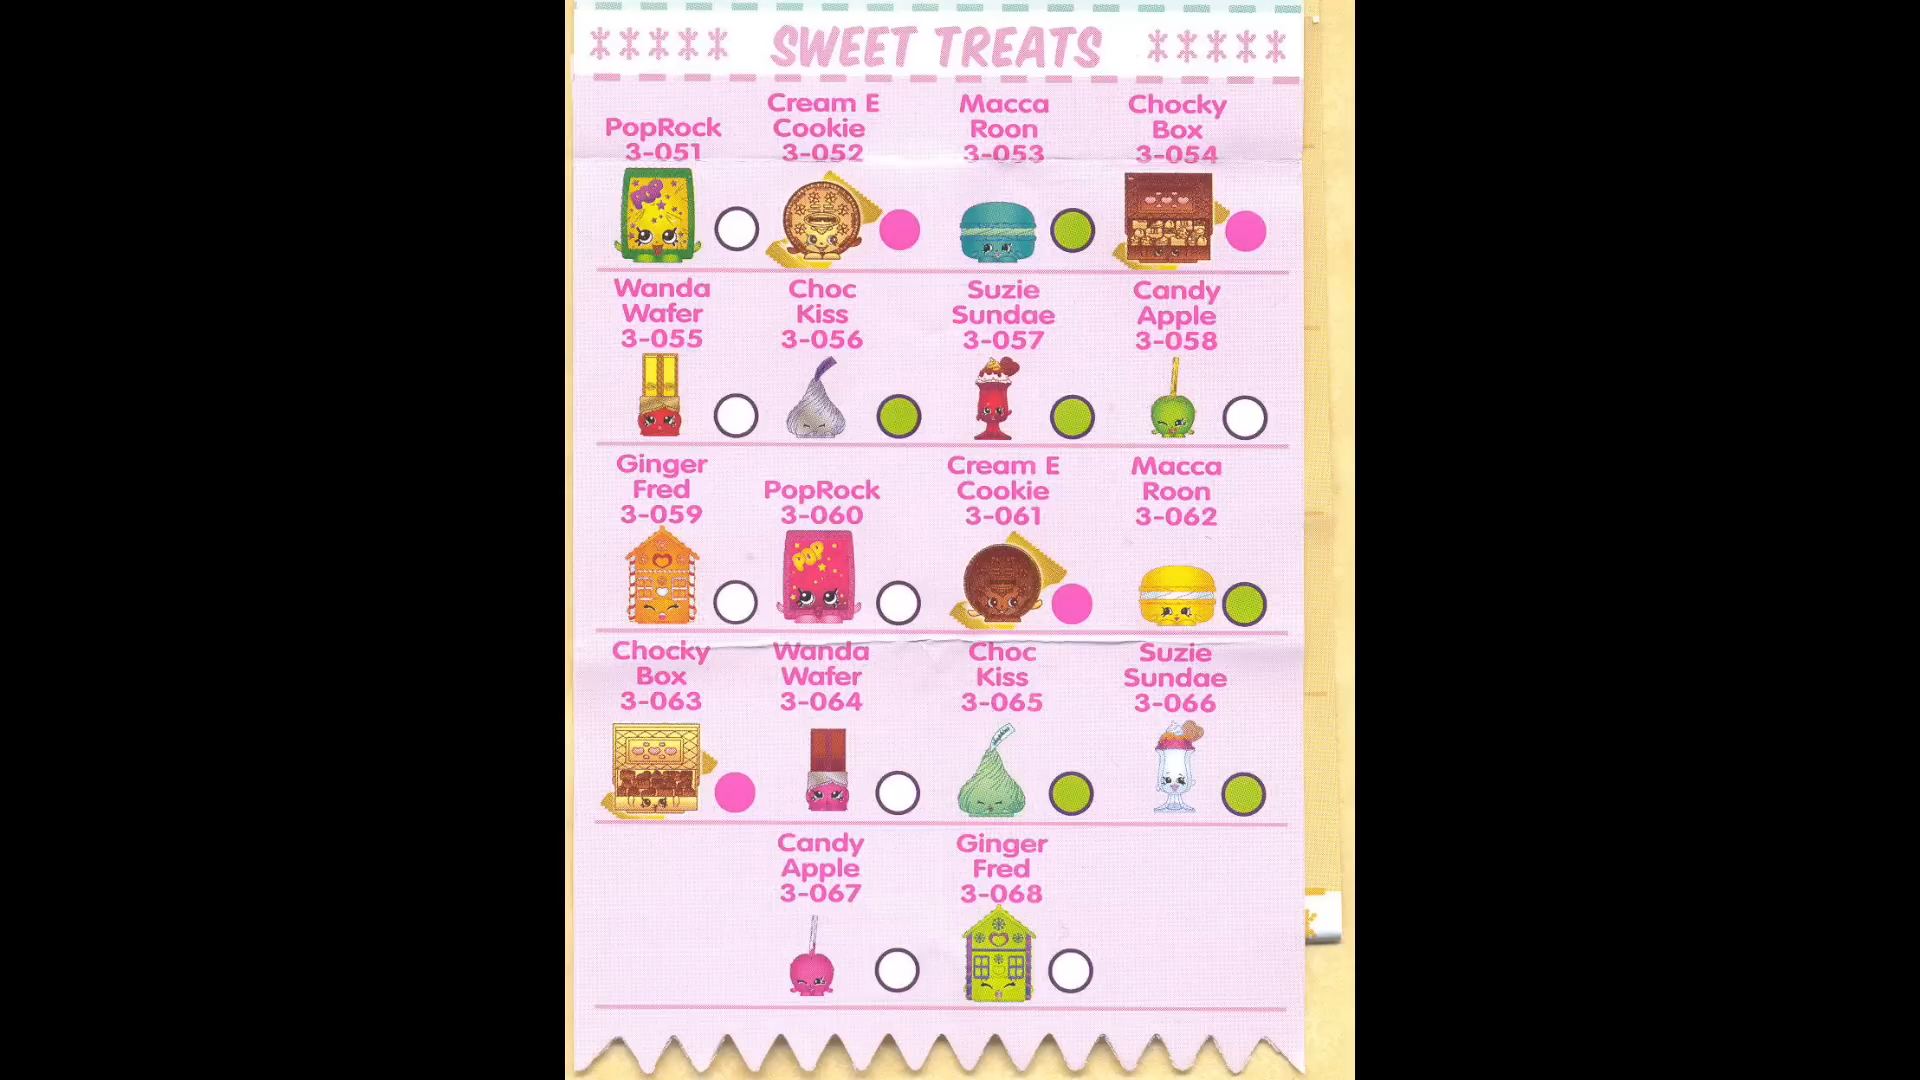 SWEET TREATS
PopRock
3-051
Cream E
Cookie
3-052
Macca
Roon
3-053
Chocky
Box
3-054
POP
Wanda
Wafer
3-055
Choc
Kiss
3-056
Suzie
Sundae
3-057
Candy
Apple
3-058
Ginger
Fred
3-059
PopRock
3-060
Cream E
Cookie
3-061
Macca
Roon
3-062
POP
Chocky
Box
3-063
Wanda
Wafer
3-064
Choc
Kiss
3-065
Suzie
Sundae
3-066
Candy
Apple
3-067
Ginger
Fred
3-068